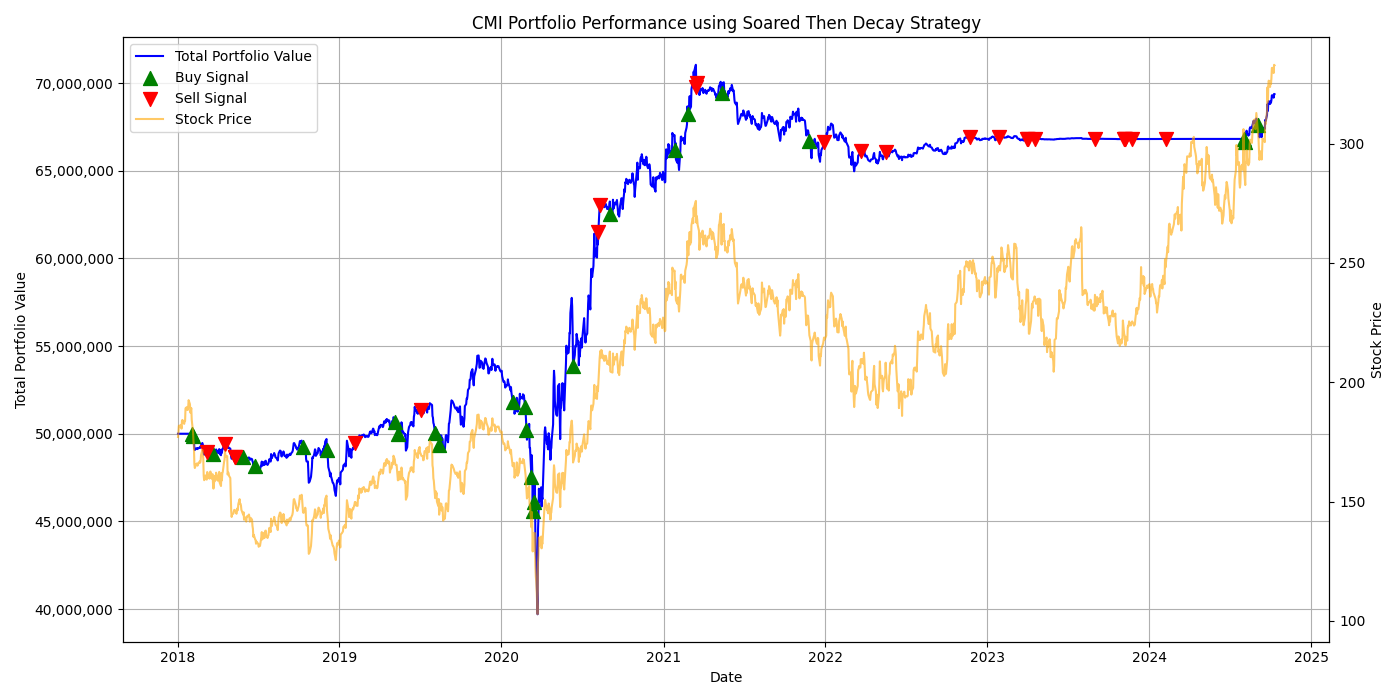 CMI Portfolio Performance using Soared Then Decay Strategy
Total Portfolio Value
Buy Signal
Sell Signal
Stock Price
70,000,000
65,000,000
60,000,000
55,000,000
50,000,000
45,000,000
40,000,000
Total Portfolio Value
300
250
200
150
100
Stock Price
2018
2019
2020
2021
2022
2023
2024
2025
Date